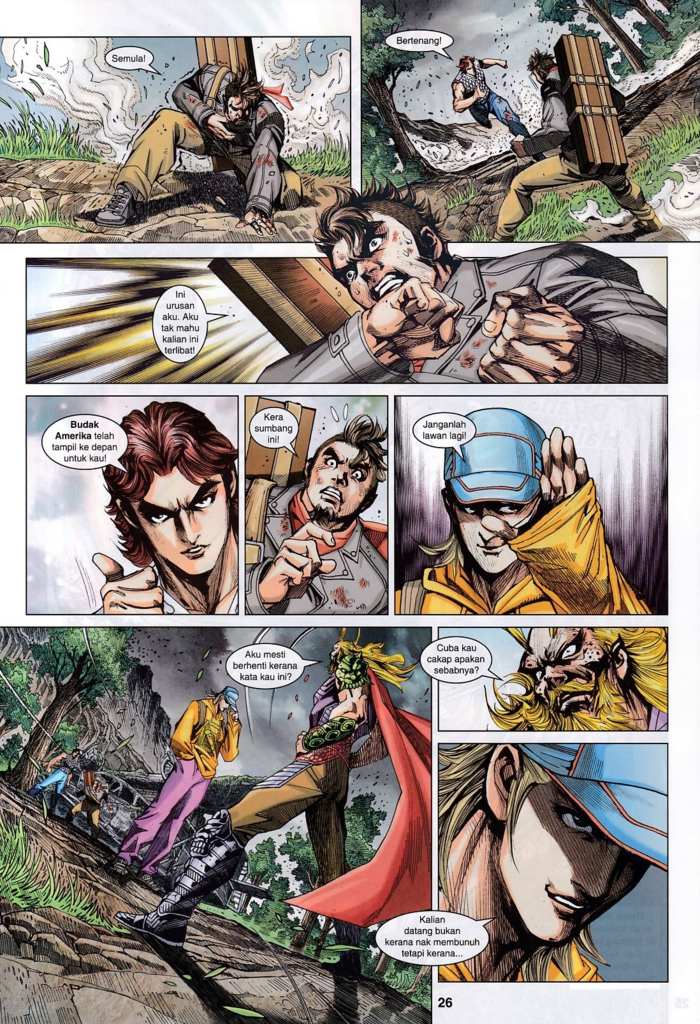 Semula!
Bertenang!
Ini
urusan
aku. Aku
tak mahu
kalian ini
terlibat!
Budak
Amerika telah
tampil ke depan
untuk kau!
Kera
sumbang
ini!
Janganlah
lawan lagi!
Aku mesti
berhenti kerana
kata kau ini?
Cuba kau
cakap apakan
sebabnya?
Kalian
datang bukan
kerana nak membunuh
tetapi kerana...
26